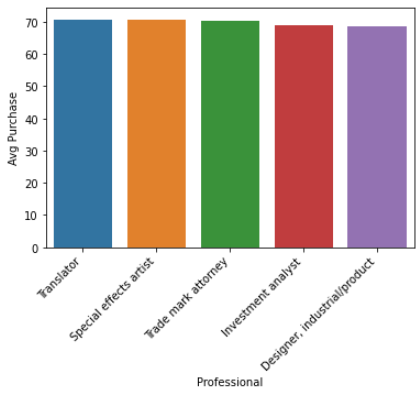 Avg Purchase
70
60
50
40
30
20
10
0
Translator
Special effects artist
Trade mark attorney
Investment analyst
Designer, industrial/product
Professional